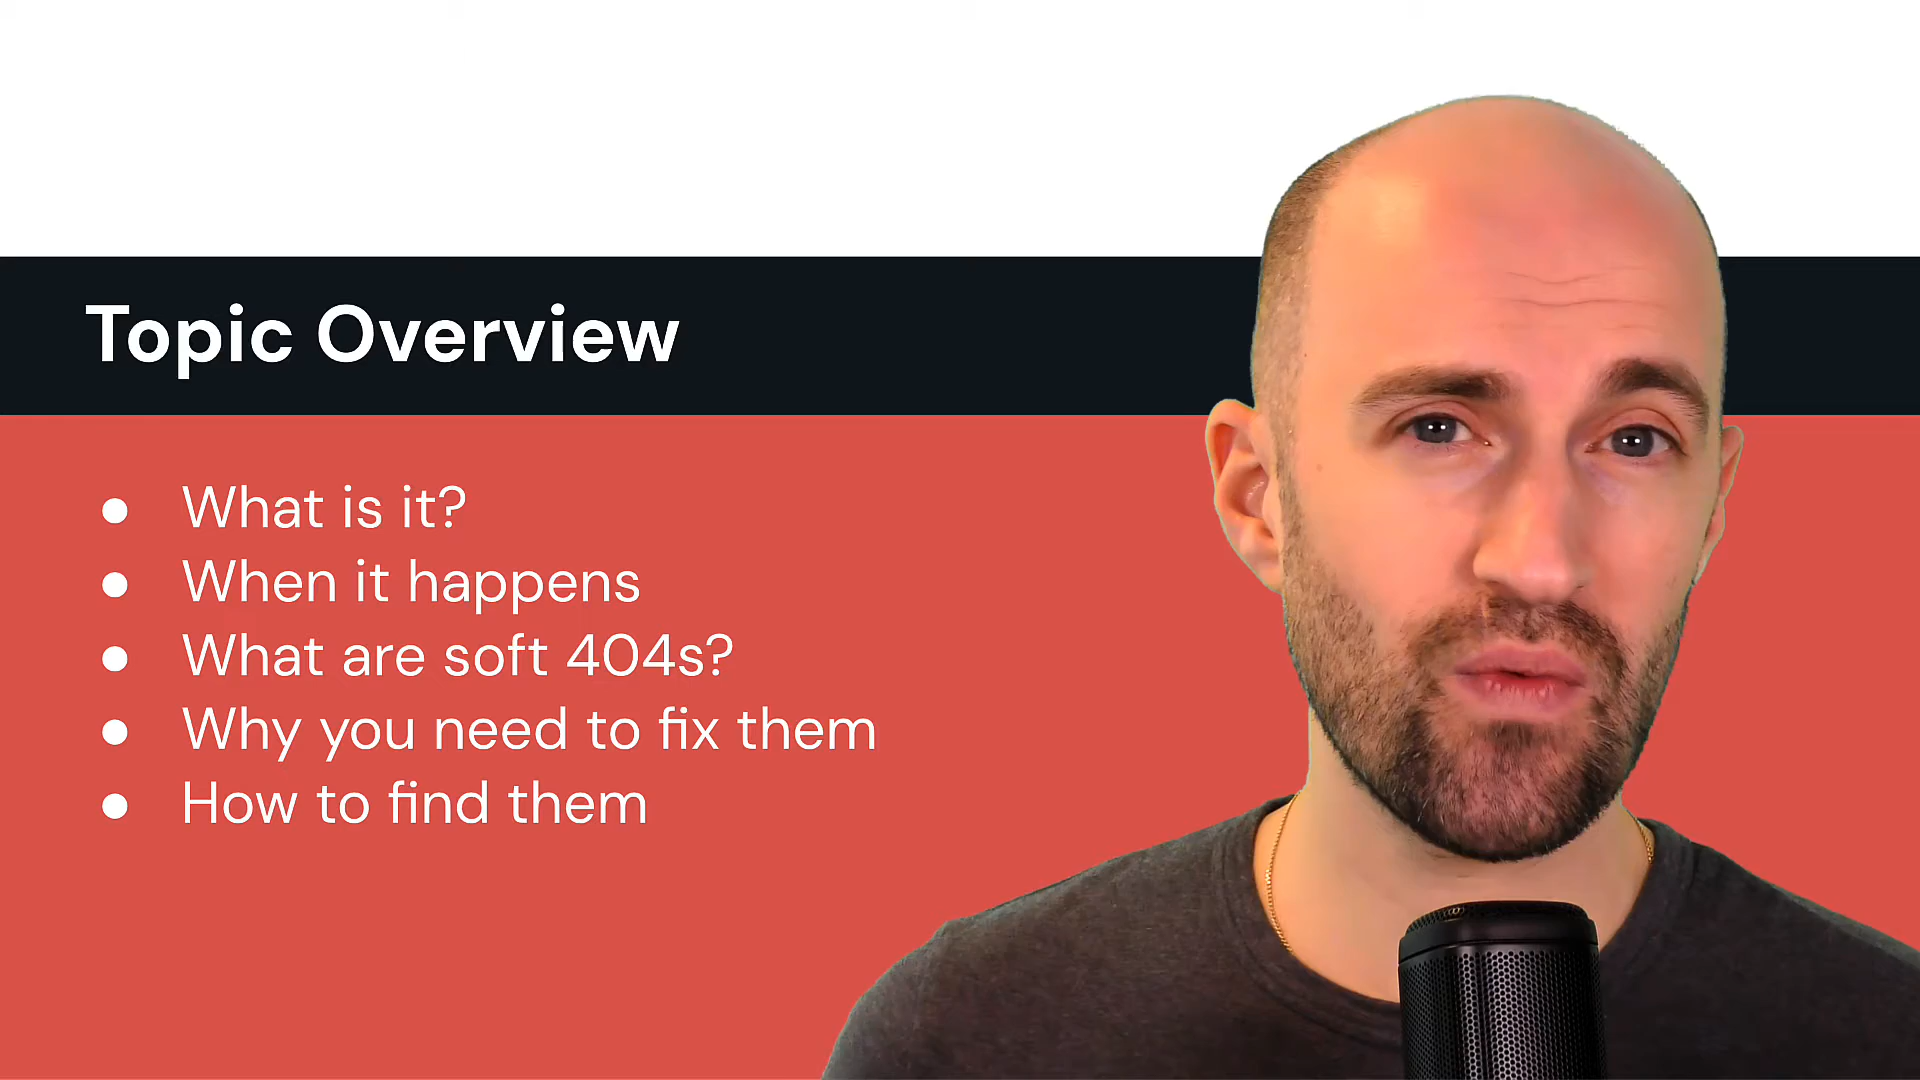 Topic Overview
● What is it?
● When it happens
● What are soft 404s?
● Why you need to fix them
● How to find them